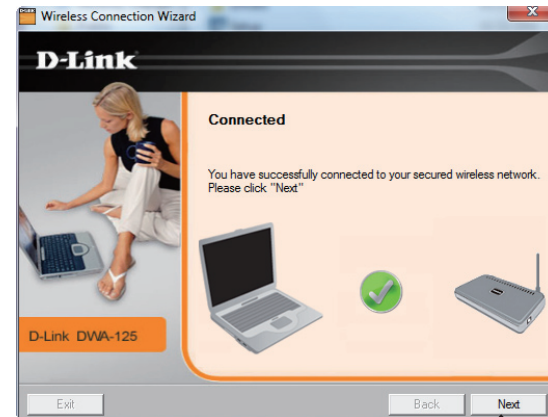 Wireless Connection Wizard
D-Link
Connected
You have successfully connected to your secured wireless network.
Please click "Next"
D-Link DWA-125
Exit
Back
Next